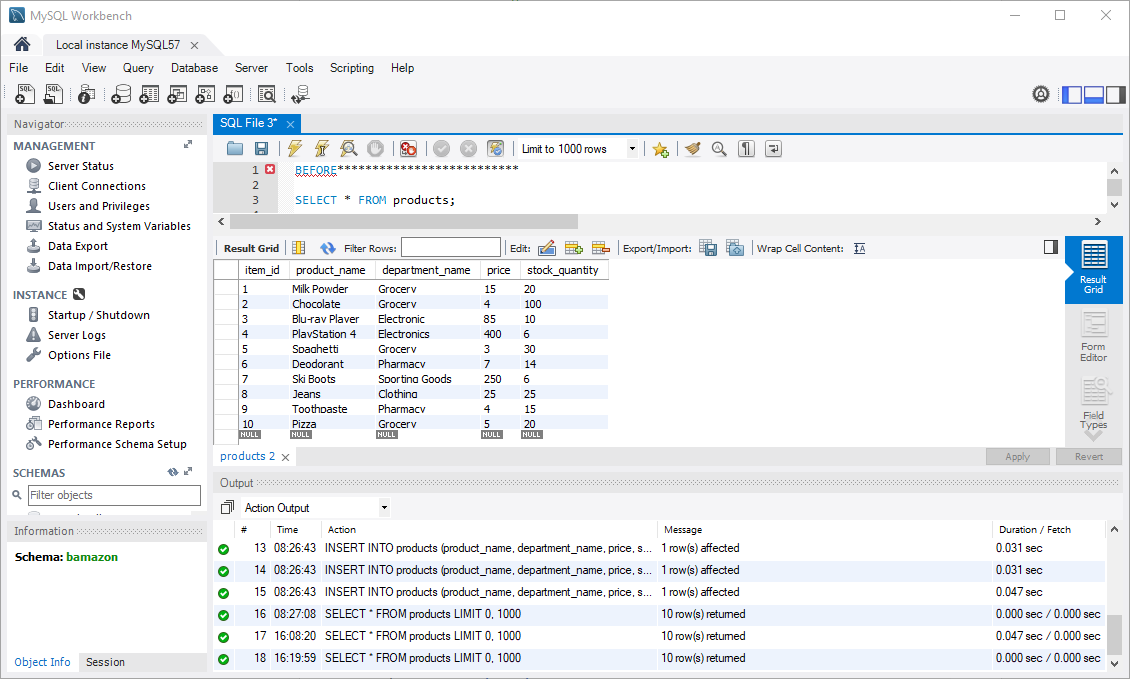 MySQL Workbench
Local instance MySQL57
File Edit View Query Database Server Tools Scripting Help
Navigator
MANAGEMENT
Server Status
Client Connections
Users and Privileges
Status and System Variables
Data Export
Data Import/Restore
INSTANCE
Startup / Shutdown
Server Logs
Options File
PERFORMANCE
Dashboard
Performance Reports
Performance Schema Setup
SCHEMAS
Filter objects
Information
Schema: bamazon
Object Info Session
SQL File 3*
Limit to 1000 rows
1 BEFORE**************************
2
3 SELECT * FROM products;
Result Grid Filter Rows: Edit: Export/Import: Wrap Cell Content:
item_id product_name department_name price stock_quantity
1 Milk Powder Grocery 15 20
2 Chocolate Grocery 4 100
3 Blu-ray Player Electronic 85 10
4 PlayStation 4 Electronics 400 6
5 Spaghetti Grocery 3 30
6 Deodorant Pharmacy 7 14
7 Ski Boots Sporting Goods 250 6
8 Jeans Clothing 25 25
9 Toothpaste Pharmacy 4 15
10 Pizza Grocery 5 20
NULL NULL NULL NULL NULL
Result
Grid
Form
Editor
Field
Types
products 2
Apply Revert
Output
Action Output
# Time Action Message Duration / Fetch
13 08:26:43 INSERT INTO products (product_name, department_name, price, s... 1 row(s) affected 0.031 sec
14 08:26:43 INSERT INTO products (product_name, department_name, price, s... 1 row(s) affected 0.031 sec
15 08:26:43 INSERT INTO products (product_name, department_name, price, s... 1 row(s) affected 0.047 sec
16 08:27:08 SELECT * FROM products LIMIT 0, 1000 10 row(s) returned 0.000 sec / 0.000 sec
17 16:08:20 SELECT * FROM products LIMIT 0, 1000 10 row(s) returned 0.047 sec / 0.000 sec
18 16:19:59 SELECT * FROM products LIMIT 0, 1000 10 row(s) returned 0.000 sec / 0.000 sec